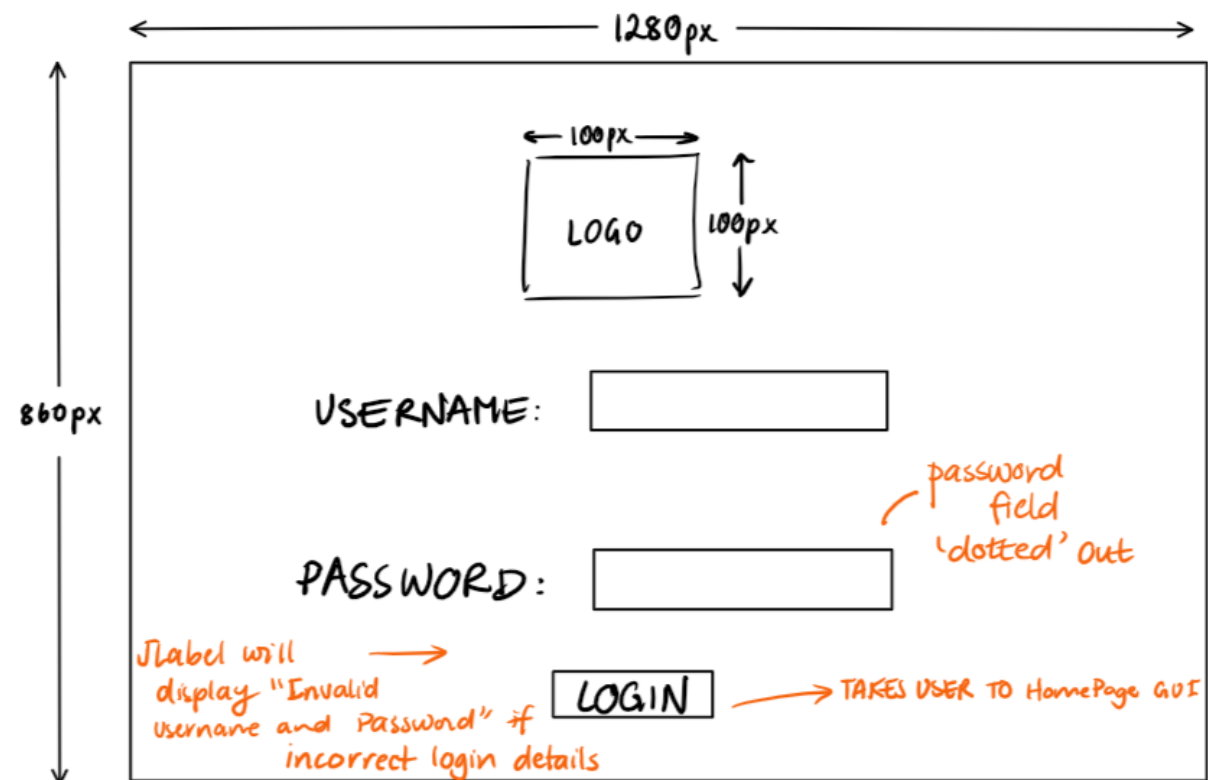 1280px
100px
LOGO
100px
860px
USERNAME:
password
field
'dotted' out
PASSWORD:
JLabel will
display "Invalid
username and Password" if
incorrect login details
LOGIN
TAKES USER TO HomePage GUI